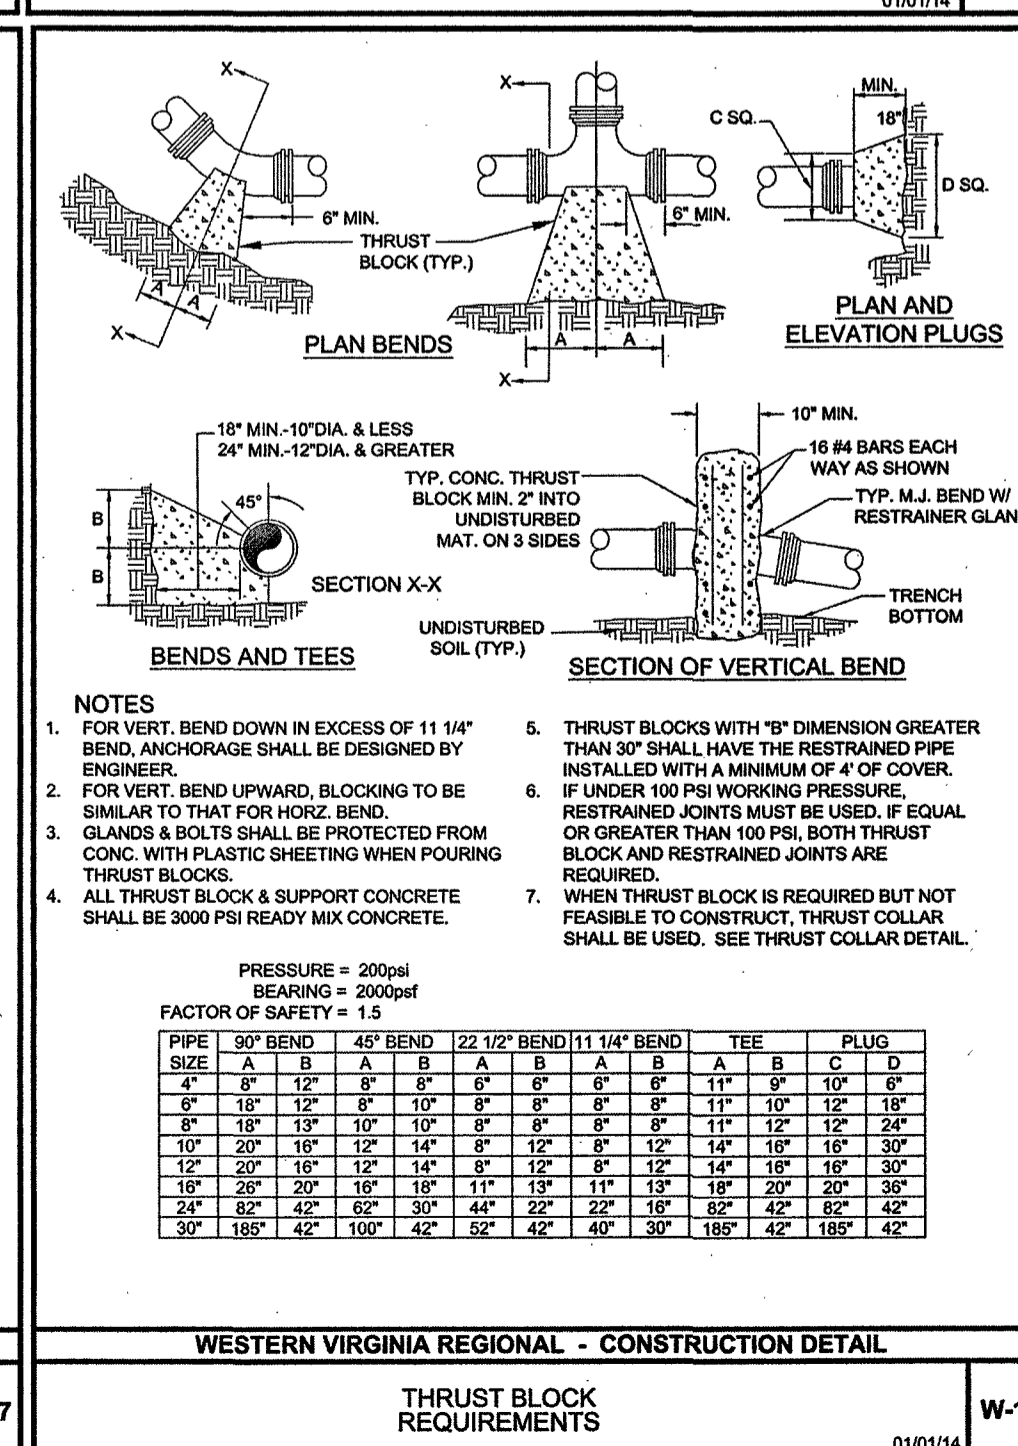 01/01/14
X
6" MIN.
THRUST
BLOCK (TYP.)
A
A
X
PLAN BENDS
X
6" MIN.
A
A
X
MIN.
18"
C SQ.
D SQ.
PLAN AND
ELEVATION PLUGS
18" MIN.-10"DIA. & LESS
24" MIN.-12"DIA. & GREATER
45°
B
B
SECTION X-X
BENDS AND TEES
10" MIN.
16 #4 BARS EACH
WAY AS SHOWN
TYP. CONC. THRUST
BLOCK MIN. 2" INTO
UNDISTURBED
MAT. ON 3 SIDES
TYP. M.J. BEND W/
RESTRAINER GLAN
TRENCH
BOTTOM
UNDISTURBED
SOIL (TYP.)
SECTION OF VERTICAL BEND
NOTES
1. FOR VERT. BEND DOWN IN EXCESS OF 11 1/4"
BEND, ANCHORAGE SHALL BE DESIGNED BY
ENGINEER.
2. FOR VERT. BEND UPWARD, BLOCKING TO BE
SIMILAR TO THAT FOR HORZ. BEND.
3. GLANDS & BOLTS SHALL BE PROTECTED FROM
CONC. WITH PLASTIC SHEETING WHEN POURING
THRUST BLOCKS.
4. ALL THRUST BLOCK & SUPPORT CONCRETE
SHALL BE 3000 PSI READY MIX CONCRETE.
5. THRUST BLOCKS WITH "B" DIMENSION GREATER
THAN 30" SHALL HAVE THE RESTRAINED PIPE
INSTALLED WITH A MINIMUM OF 4' OF COVER.
6. IF UNDER 100 PSI WORKING PRESSURE,
RESTRAINED JOINTS MUST BE USED. IF EQUAL
OR GREATER THAN 100 PSI, BOTH THRUST
BLOCK AND RESTRAINED JOINTS ARE
REQUIRED.
7. WHEN THRUST BLOCK IS REQUIRED BUT NOT
FEASIBLE TO CONSTRUCT, THRUST COLLAR
SHALL BE USED. SEE THRUST COLLAR DETAIL.
PRESSURE = 200psi
BEARING = 2000psf
FACTOR OF SAFETY = 1.5
PIPE 90° BEND 45° BEND 22 1/2° BEND 11 1/4° BEND TEE PLUG
SIZE A B A B A B A B A B C D
4" 8" 12" 8" 8" 6" 6" 6" 6" 11" 9" 10" 6"
6" 18" 12" 8" 10" 8" 8" 8" 8" 11" 10" 12" 18"
8" 18" 13" 10" 10" 8" 8" 8" 8" 11" 12" 12" 24"
10" 20" 16" 12" 14" 8" 12" 8" 12" 14" 16" 16" 30"
12" 20" 16" 12" 14" 8" 12" 8" 12" 14" 16" 16" 30"
16" 26" 20" 16" 18" 11" 13" 11" 13" 18" 20" 20" 36"
24" 82" 42" 62" 30" 44" 22" 22" 16" 82" 42" 82" 42"
30" 185" 42" 100" 42" 52" 42" 40" 30" 185" 42" 185" 42"
WESTERN VIRGINIA REGIONAL - CONSTRUCTION DETAIL
7
THRUST BLOCK
REQUIREMENTS
W-1
01/01/14